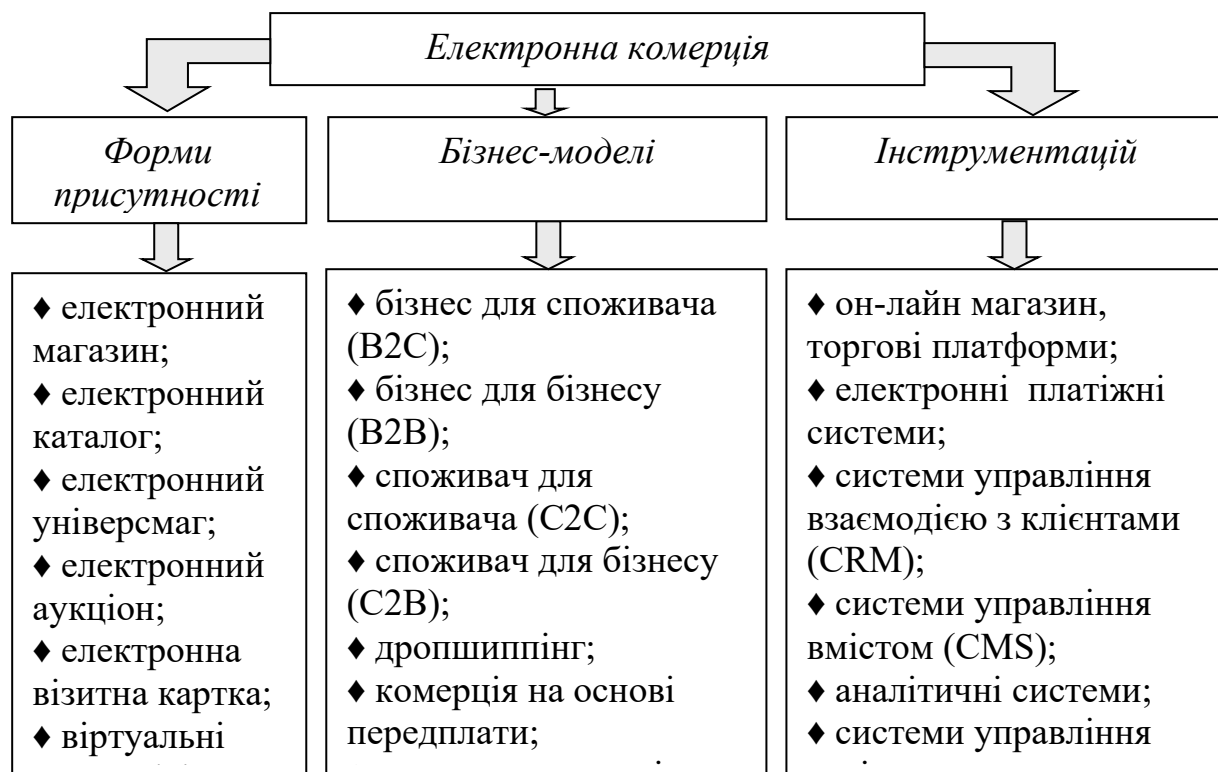 Електронна комерція
Форми
присутності
Бізнес-моделі
Інструментацій
♦ електронний
магазин;
♦ електронний
каталог;
♦ електронний
універсмаг;
♦ електронний
аукціон;
♦ електронна
візитна картка;
♦ віртуальні
♦ бізнес для споживача
(B2C);
♦ бізнес для бізнесу
(B2B);
♦ споживач для
споживача (C2C);
♦ споживач для бізнесу
(C2B);
♦ дропшиппінг;
♦ комерція на основі
передплати;
♦ он-лайн магазин,
торгові платформи;
♦ електронні  платіжні
системи;
♦ системи управління
взаємодією з клієнтами
(CRM);
♦ системи управління
вмістом (CMS);
♦ аналітичні системи;
♦ системи управління